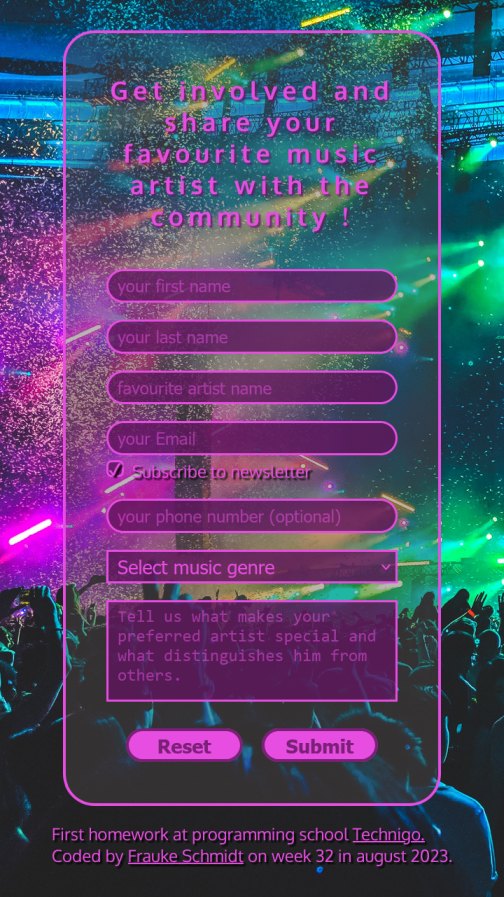 Get involved and
share your
favourite music
artist with the
community !
your first name
your last name
favourite artist name
your Email
Subscribe to newsletter
your phone number (optional)
Select music genre
Tell us what makes your
preferred artist special and
what distinguishes him from
others.
Reset Submit
First homework at programming school Technigo.
Coded by Frauke Schmidt on week 32 in august 2023.